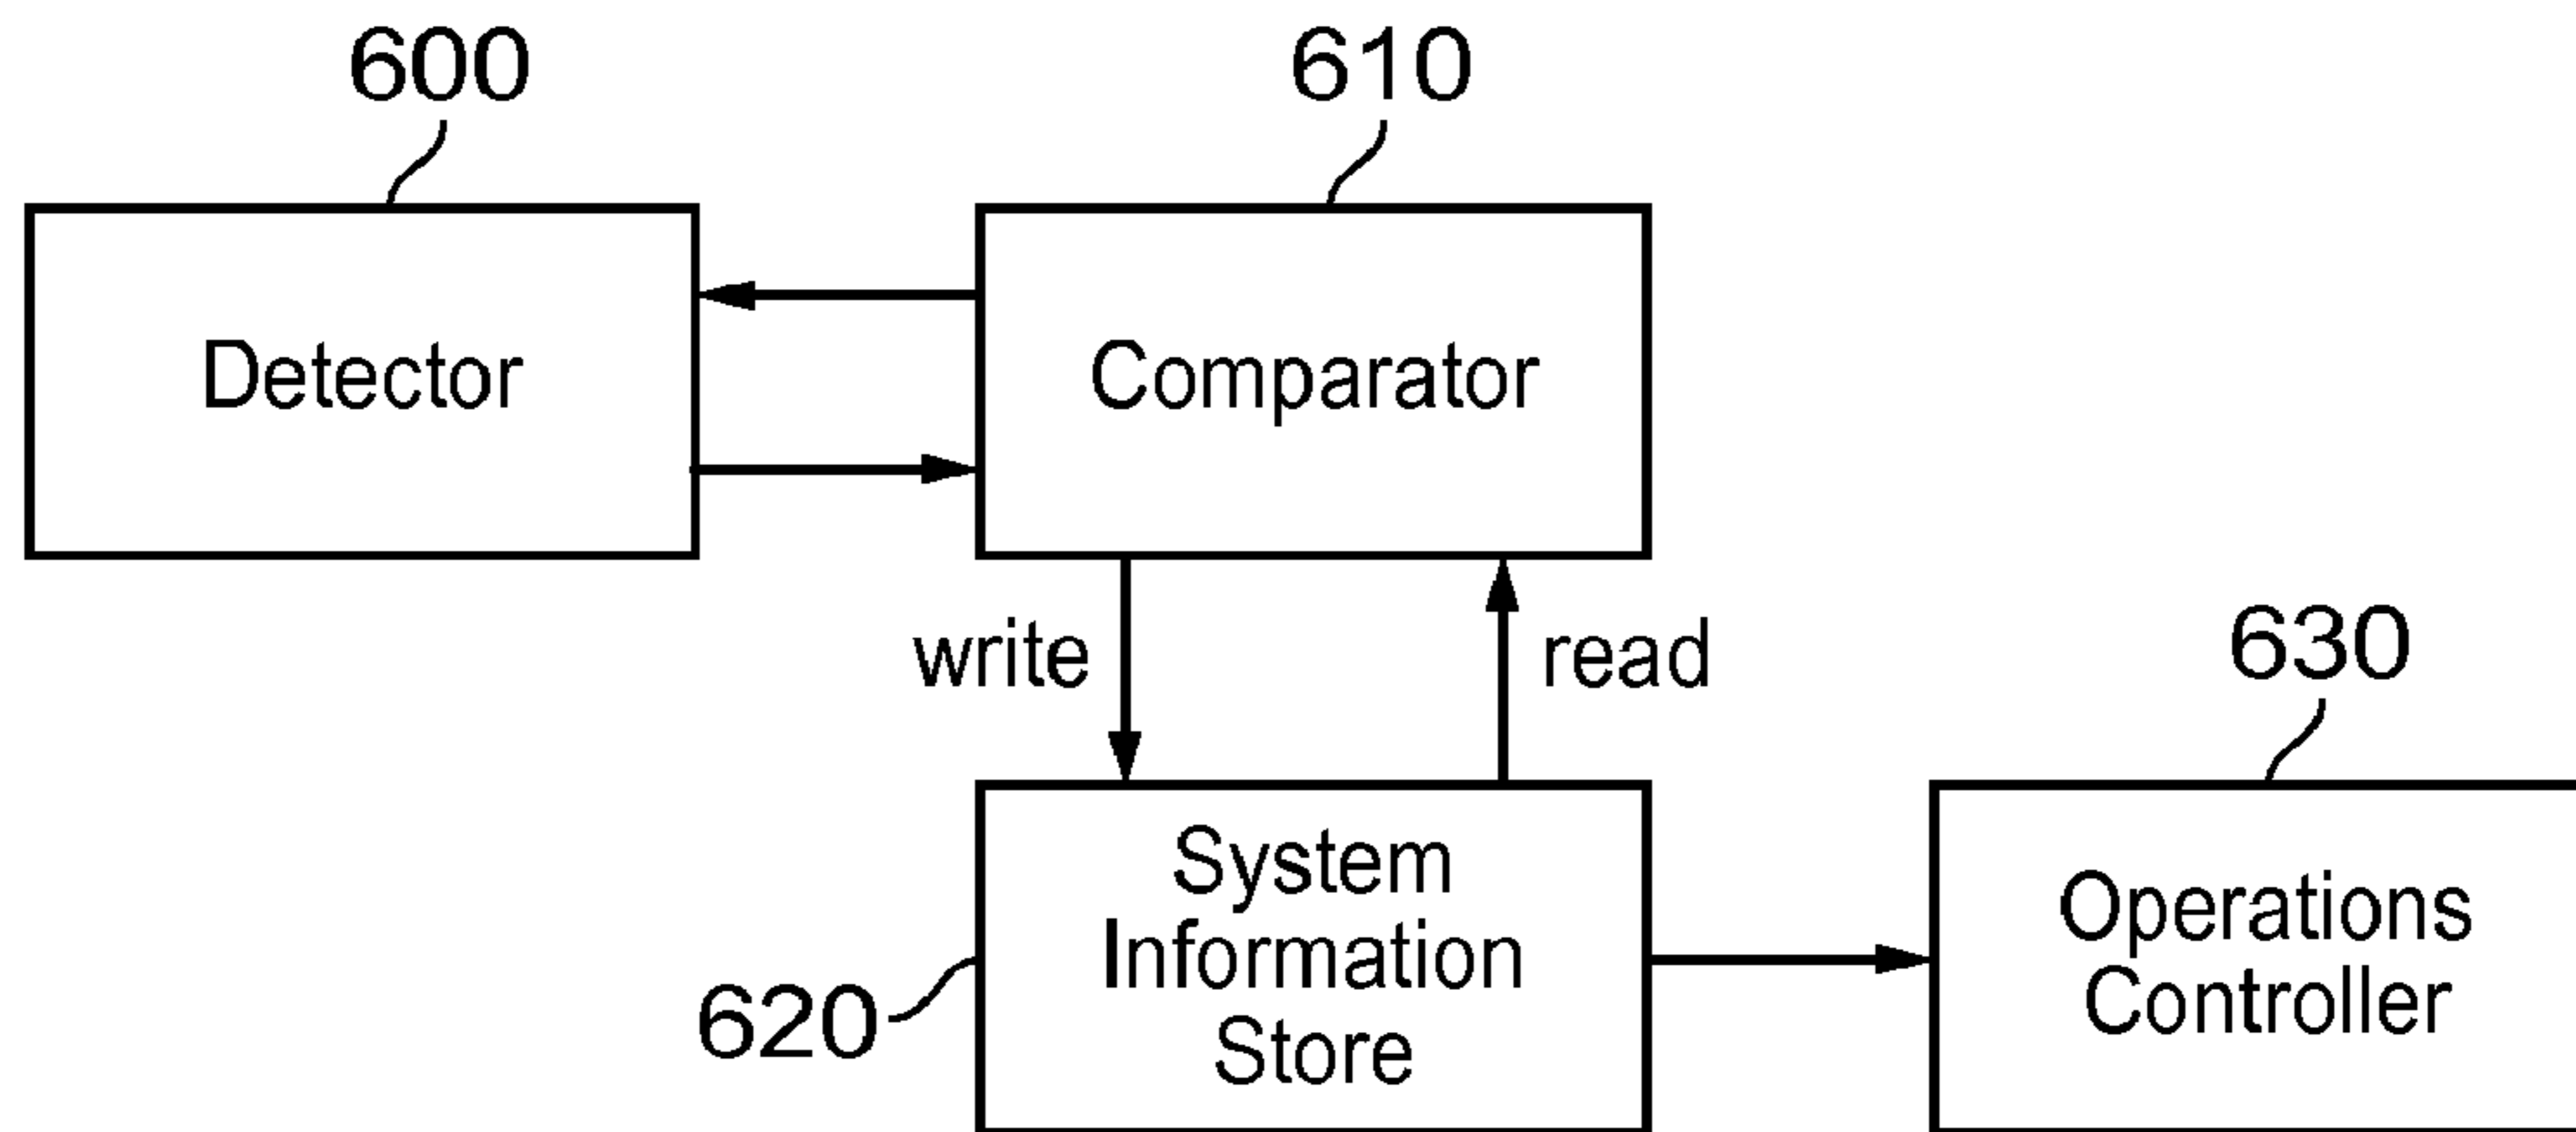 600
610
Detector
Comparator
write
read
630
System
Information
Store
620
Operations
Controller